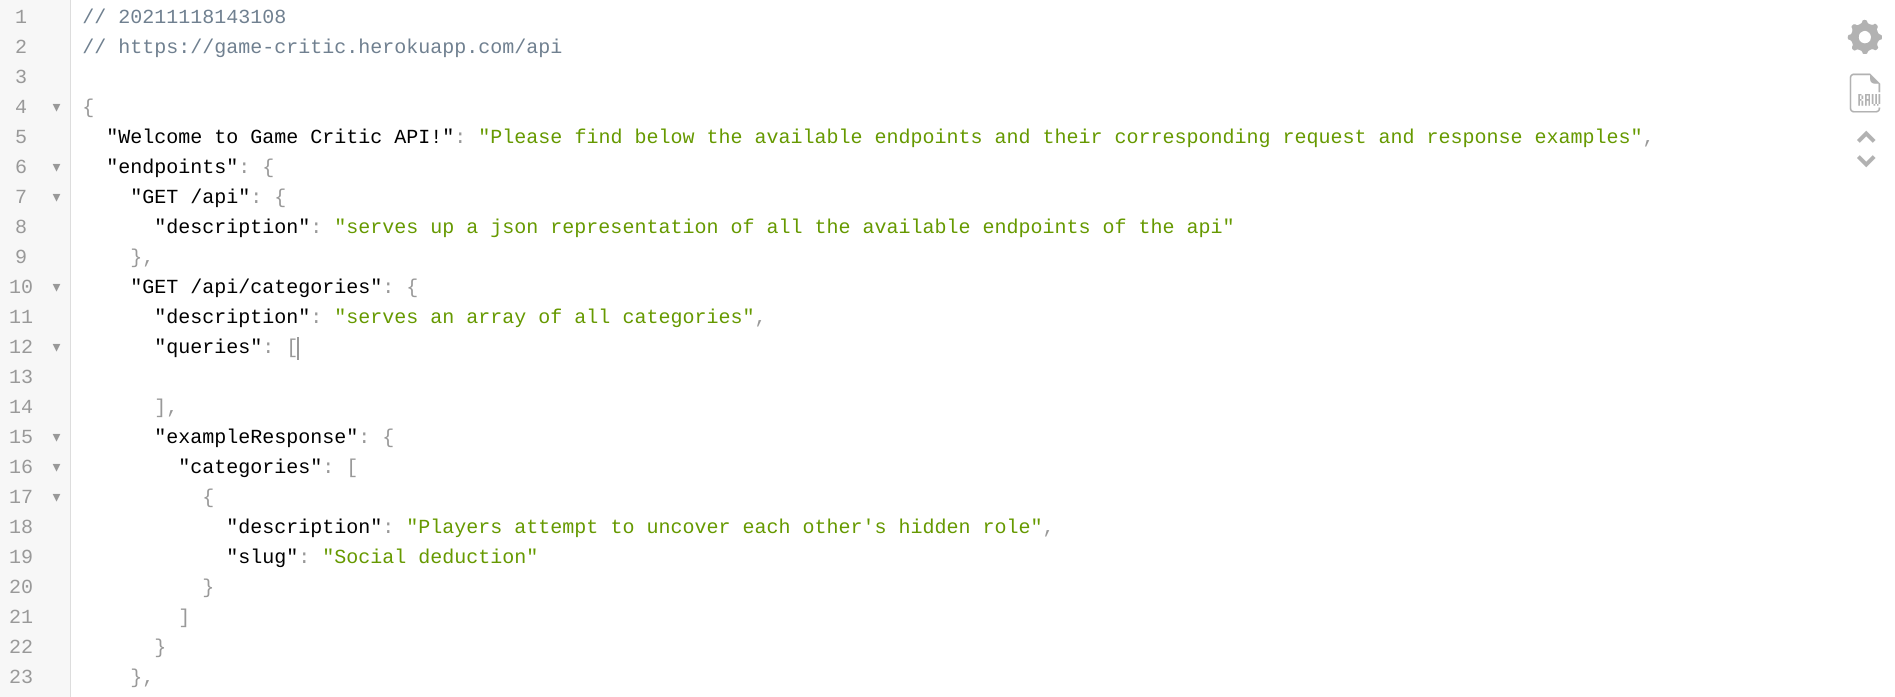 1 // 20211118143108
2 // https://game-critic.herokuapp.com/api
3
4 ▼ {
5 "Welcome to Game Critic API!": "Please find below the available endpoints and their corresponding request and response examples",
6 ▼ "endpoints": {
7 ▼ "GET /api": {
8 "description": "serves up a json representation of all the available endpoints of the api"
9 },
10 ▼ "GET /api/categories": {
11 "description": "serves an array of all categories",
12 ▼ "queries": [
13
14 ],
15 ▼ "exampleResponse": {
16 ▼ "categories": [
17 ▼ {
18 "description": "Players attempt to uncover each other's hidden role",
19 "slug": "Social deduction"
20 }
21 ]
22 }
23 },
RAW